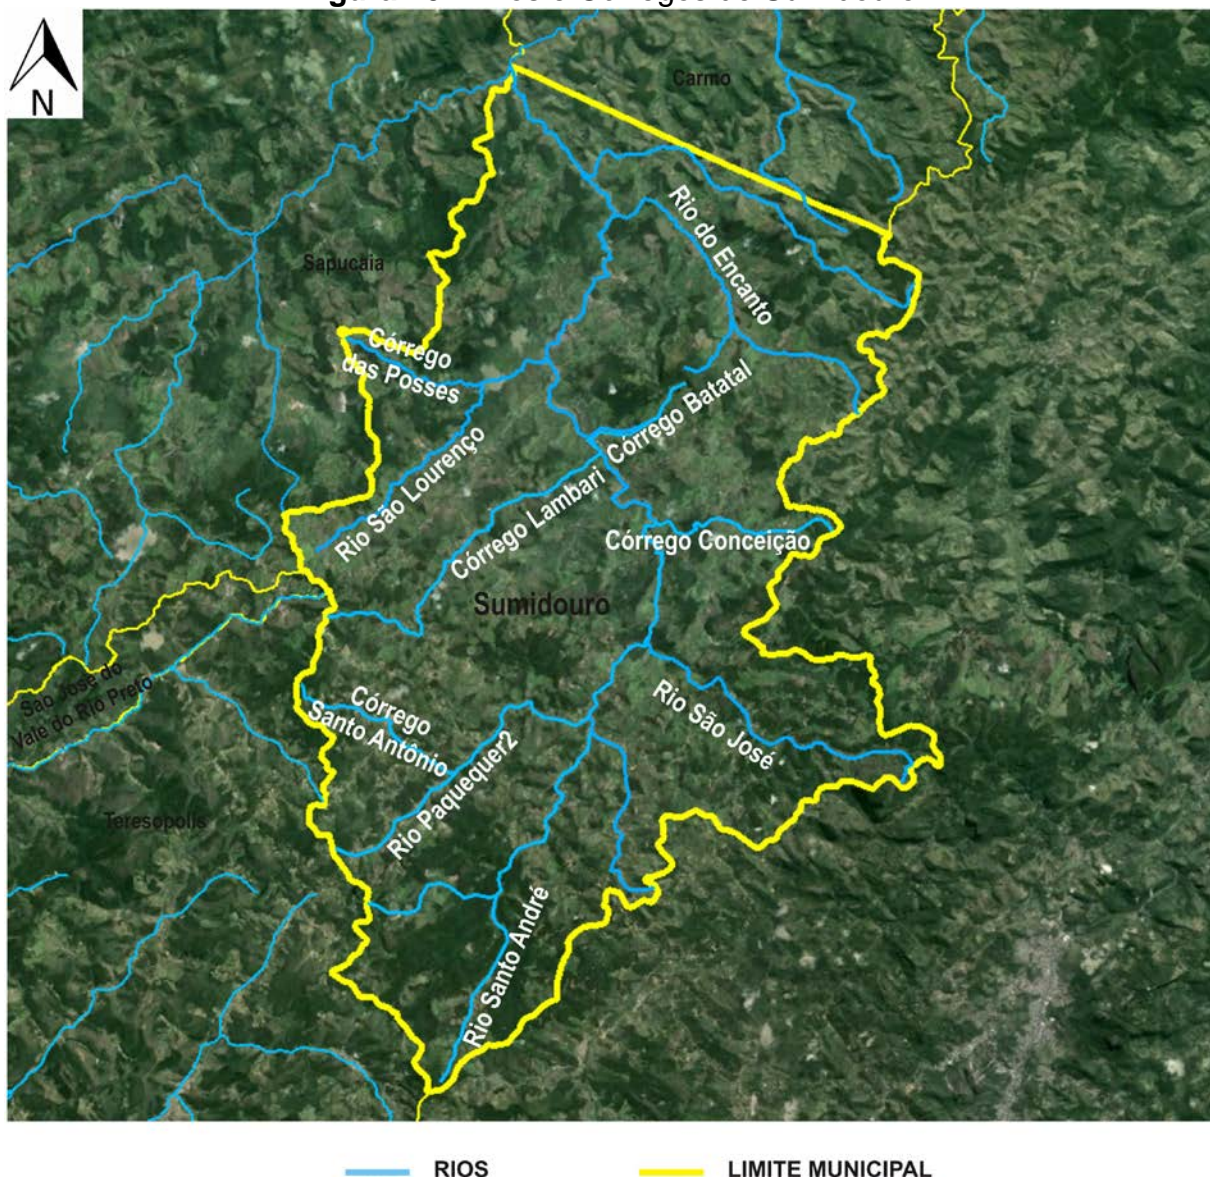 N
Carmo
Rio do Encanto
Sapucaia
Córrego
das Posses
Córrego Batatal
Rio São Lourenço
Córrego Lambari
Córrego Conceição
Sumidouro
São José do
Vale do Rio Preto
Córrego
Santo Antônio
Rio São José
Rio Paquequer2
Teresopolis
Rio Santo André
RIOS
LIMITE MUNICIPAL